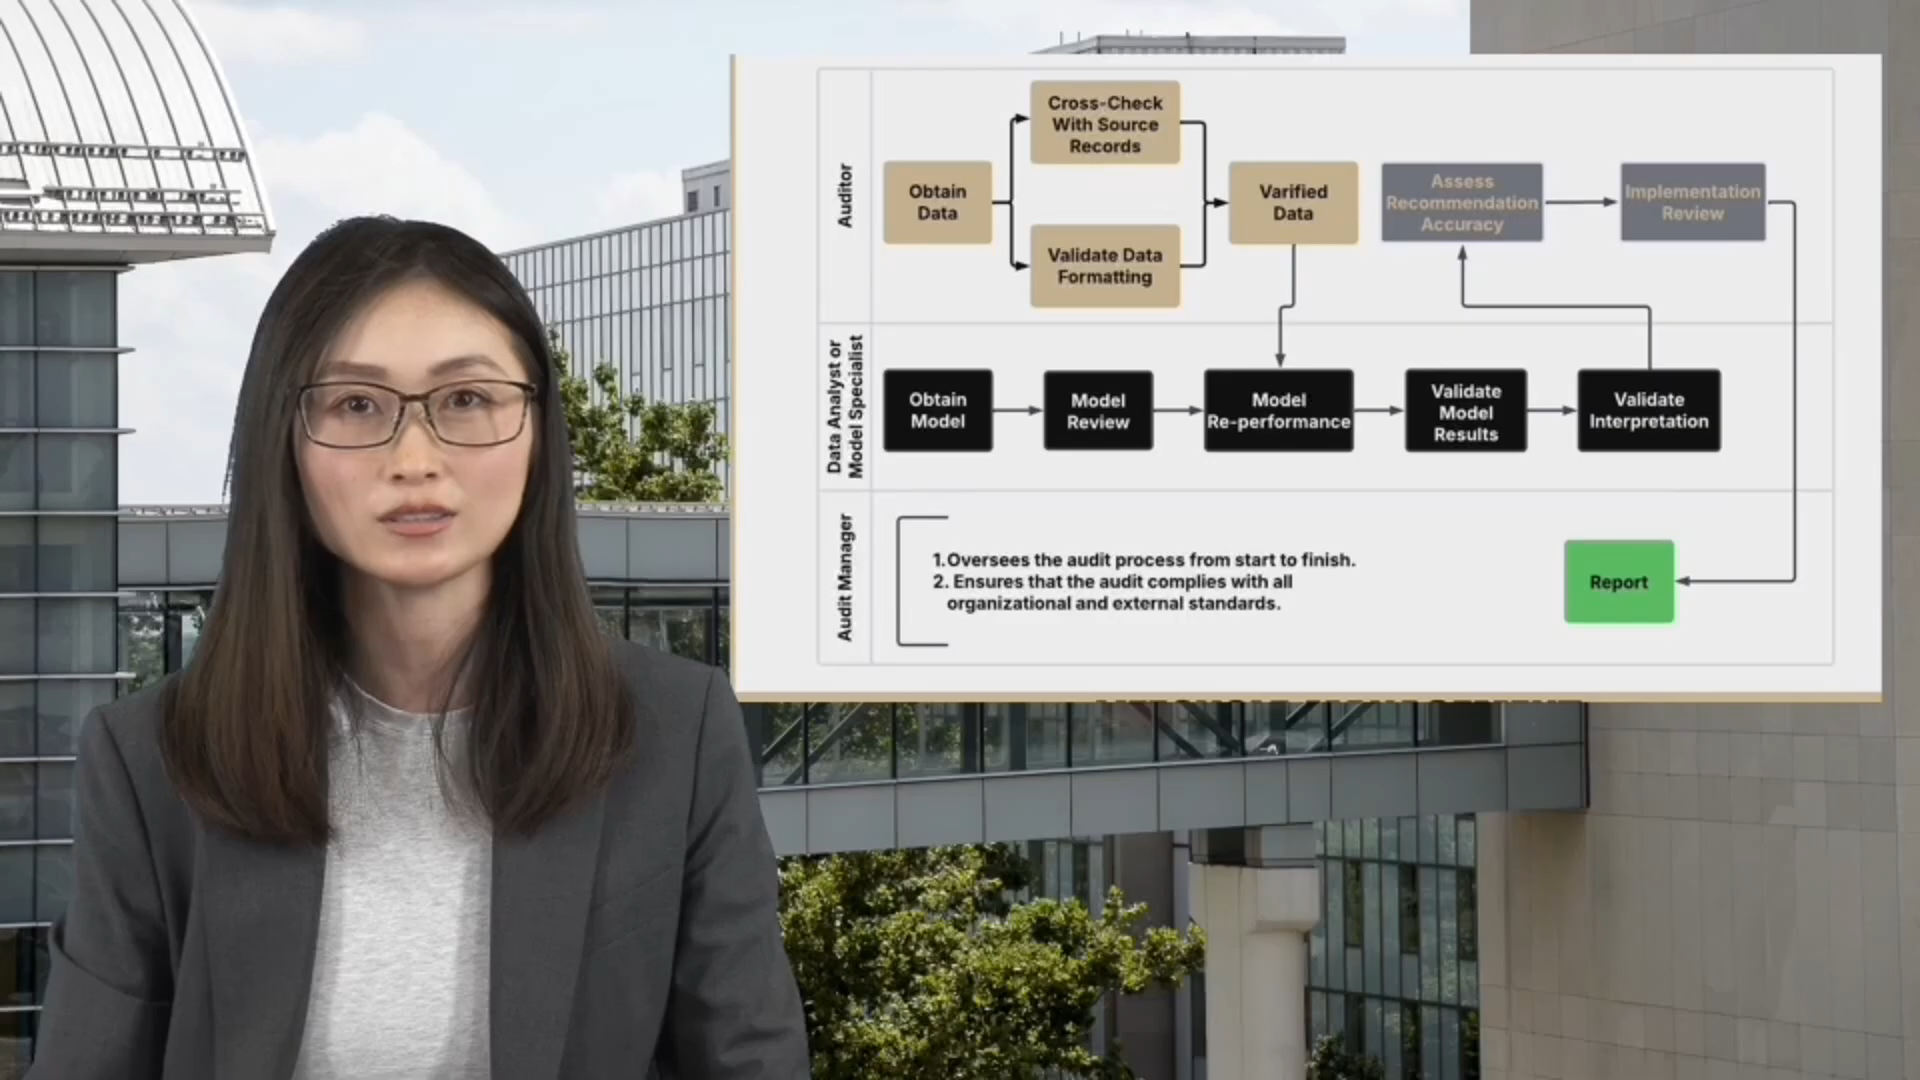 Auditor
Obtain
Data
Cross-Check
With Source
Records
Validate Data
Formatting
Varified
Data
Assess
Recommendation
Accuracy
Implementation
Review
Data Analyst or
Model Specialist
Obtain
Model
Model
Review
Model
Re-performance
Validate
Model
Results
Validate
Interpretation
Audit Manager
1.Oversees the audit process from start to finish.
2. Ensures that the audit complies with all
organizational and external standards.
Report